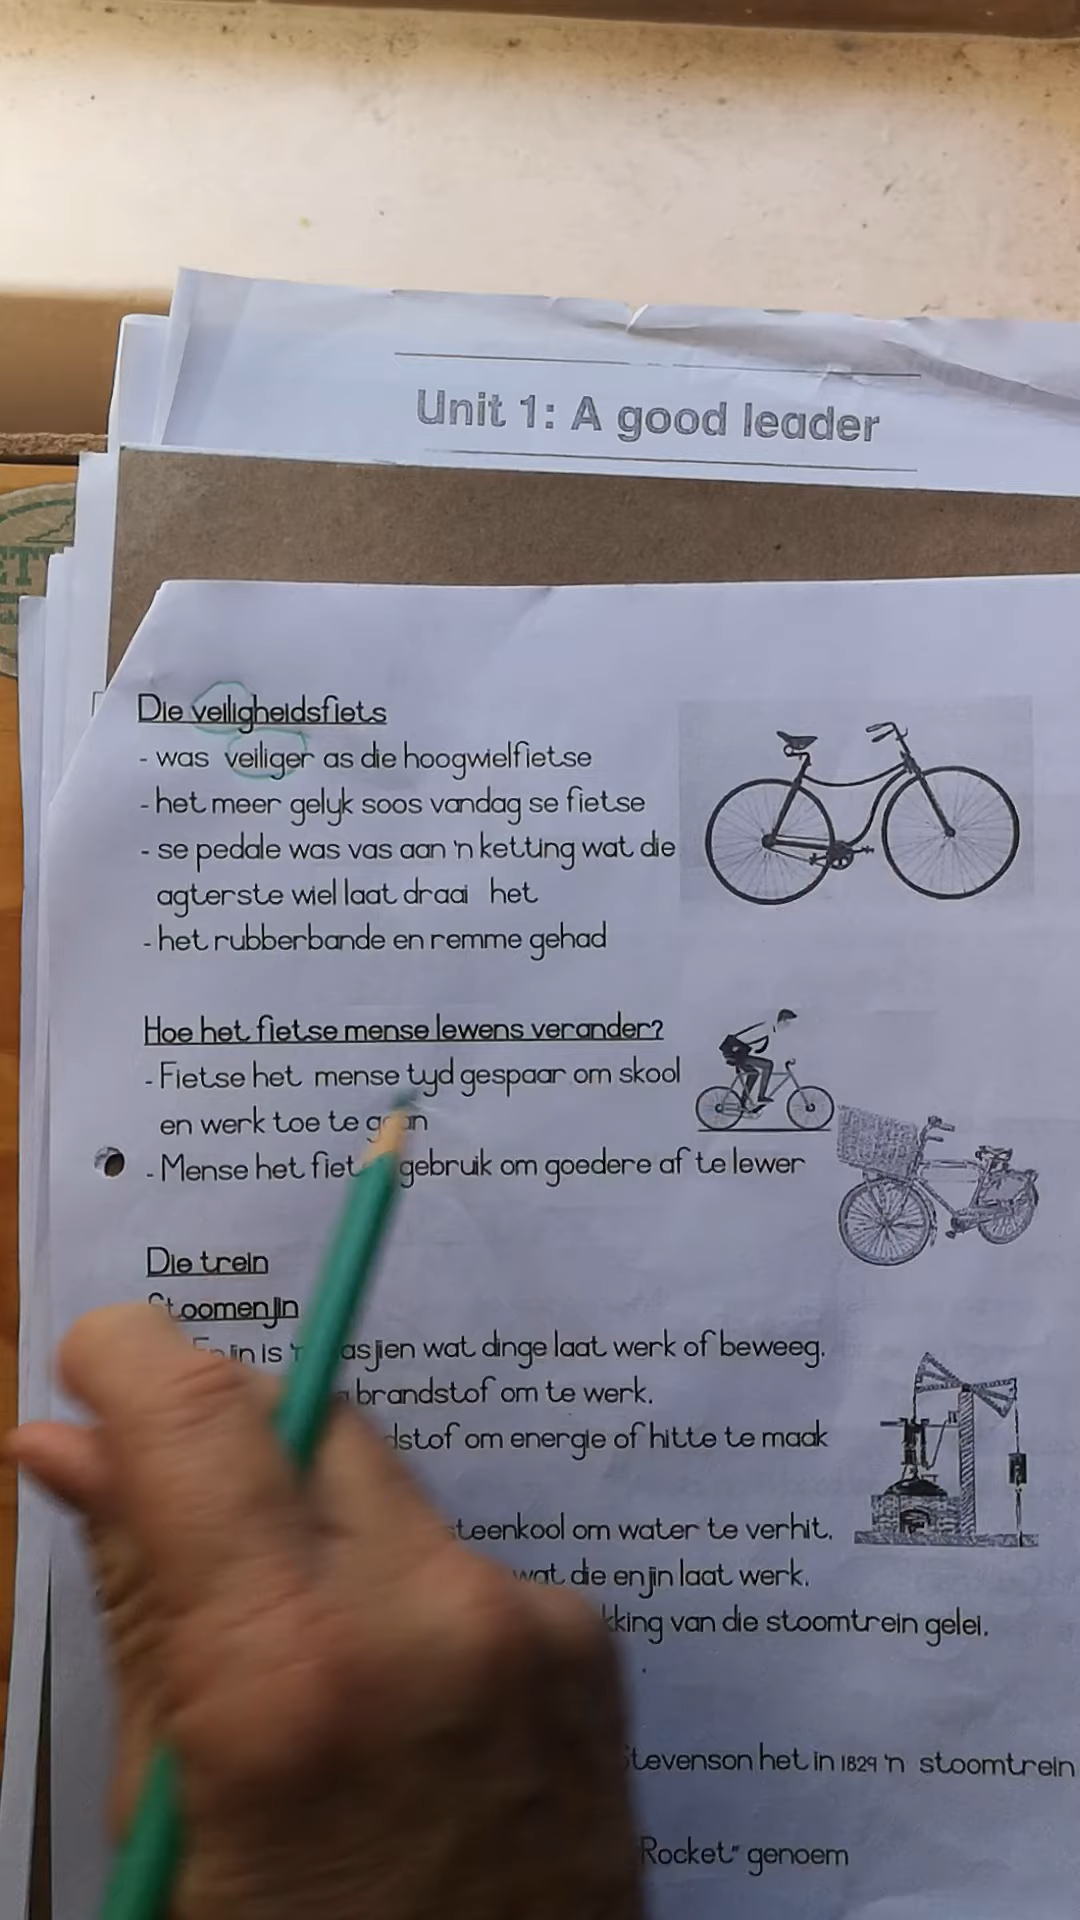 Unit 1: A good leader
Die veiligheidsfiets
- was veiliger as die hoogwielfietse
- het meer gelyk soos vandag se fietse
- se pedale was vas aan 'n ketting wat die
agterste wiel laat draai het
- het rubberbande en remme gehad
Hoe het fietse mense lewens verander?
- Fietse het mense tyd gespaar om skool
en werk toe te gaan
- Mense het gebruik om goedere af te lewer
Die trein
Stoomenjin
is wat dinge laat werk of beweeg.
brandstof om te werk.
om energie of hitte te maak
steenkool om water te verhit.
wat die enjin laat werk.
van die stoomtrein gelei.
Stevenson het in 1829 'n stoomtrein
Rocket" genoem